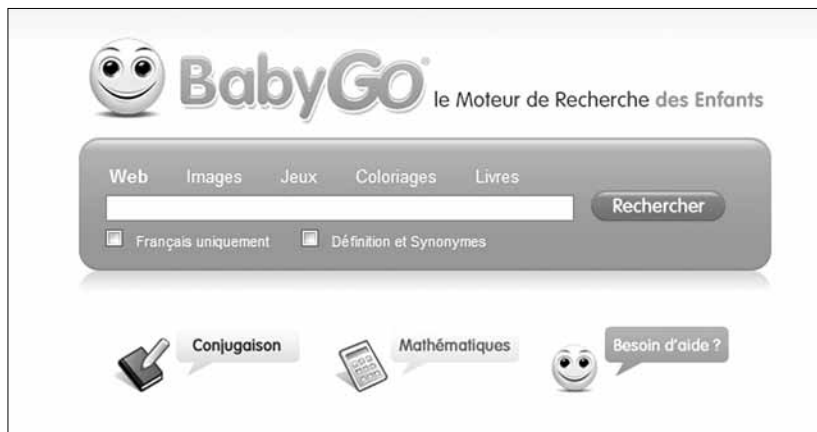 BabyGO® le Moteur de Recherche des Enfants
Web Images Jeux Coloriages Livres
Rechercher
Français uniquement Définition et Synonymes
Conjugaison Mathématiques Besoin d'aide ?